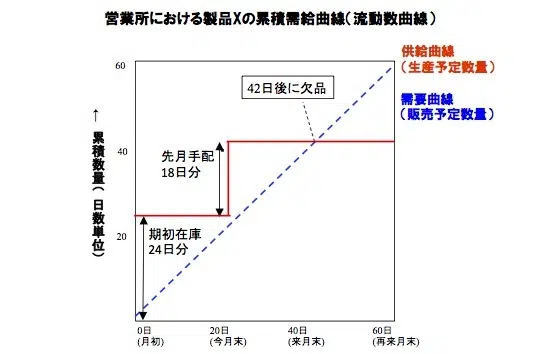 営業所における製品Xの累積需給曲線(流動数曲線)
供給曲線
(生産予定数量)
需要曲線
(販売予定数量)
← 累積数量(日数単位)
60
40
20
42日後に欠品
先月手配
18日分
期初在庫
24日分
0日
(月初)
20日
(今月末)
40日
(来月末)
60日
(再来月末)